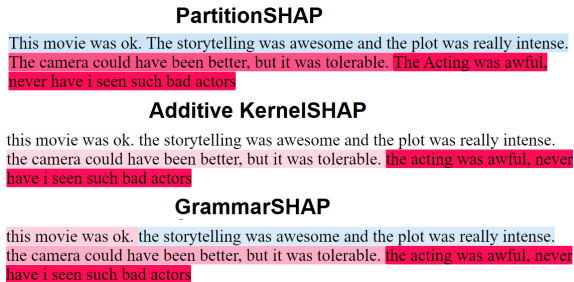 PartitionSHAP
This movie was ok. The storytelling was awesome and the plot was really intense.
The camera could have been better, but it was tolerable. The Acting was awful,
never have i seen such bad actors
Additive KernelSHAP
this movie was ok. the storytelling was awesome and the plot was really intense.
the camera could have been better, but it was tolerable. the acting was awful, never
have i seen such bad actors
GrammarSHAP
this movie was ok. the storytelling was awesome and the plot was really intense.
the camera could have been better, but it was tolerable. the acting was awful, never
have i seen such bad actors